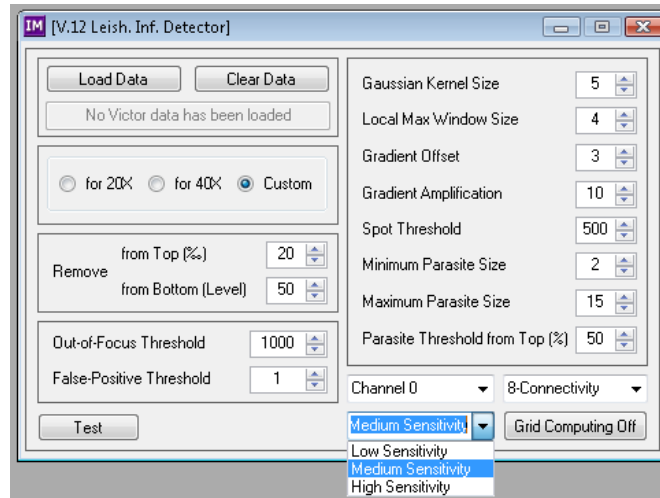 IM [V.12 Leish. Inf. Detector]
Load Data
Clear Data
No Victor data has been loaded
for 20X
for 40X
Custom
Remove
from Top (‰)
20
from Bottom (Level)
50
Out-of-Focus Threshold
1000
False-Positive Threshold
1
Test
Gaussian Kernel Size
5
Local Max Window Size
4
Gradient Offset
3
Gradient Amplification
10
Spot Threshold
500
Minimum Parasite Size
2
Maximum Parasite Size
15
Parasite Threshold from Top (%)
50
Channel 0
8-Connectivity
Medium Sensitivity
Grid Computing Off
Low Sensitivity
Medium Sensitivity
High Sensitivity